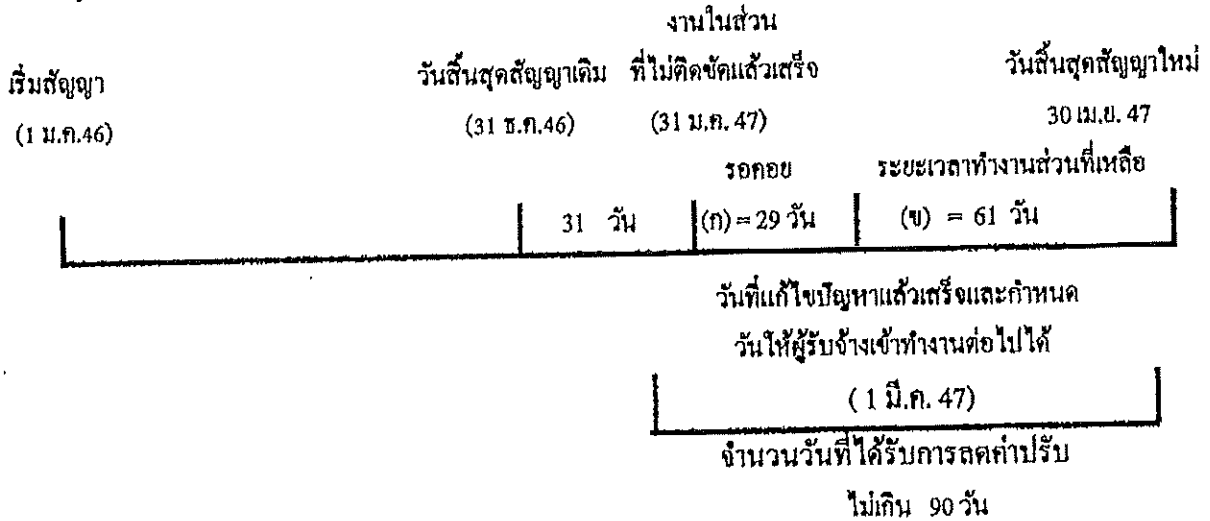 งานในส่วน
เริ่มสัญญา วันสิ้นสุดสัญญาเดิม ที่ไม่ติดขัดแล้วเสร็จ วันสิ้นสุดสัญญาใหม่
(1 ม.ค.46) (31 ธ.ค.46) (31 ม.ค. 47) 30 เม.ย. 47
รอคอย ระยะเวลาทำงานส่วนที่เหลือ
31 วัน (ก) = 29 วัน (ข) = 61 วัน
วันที่แก้ไขปัญหาแล้วเสร็จและกำหนด
วันให้ผู้รับจ้างเข้าทำงานต่อไปได้
( 1 มี.ค. 47)
จำนวนวันที่ได้รับการลดค่าปรับ
ไม่เกิน 90 วัน